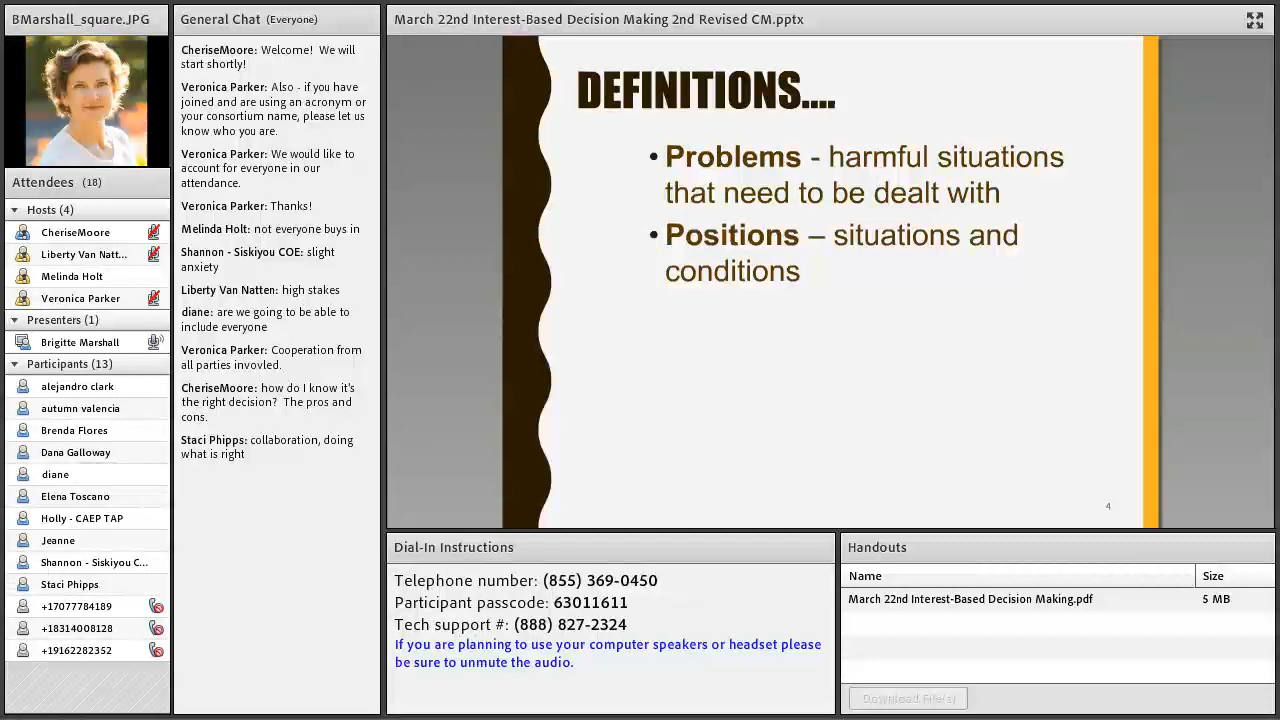 BMarshall_square.JPG
Attendees (18)
Hosts (4)
CheriseMoore
Liberty Van Natt...
Melinda Holt
Veronica Parker
Presenters (1)
Brigitte Marshall
Participants (13)
alejandro clark
autumn valencia
Brenda Flores
Dana Galloway
diane
Elena Toscano
Holly - CAEP TAP
Jeanne
Shannon - Siskiyou C...
Staci Phipps
+17077784189
+18314008128
+19162282352
General Chat (Everyone)
CheriseMoore: Welcome! We will
start shortly!
Veronica Parker: Also - if you have
joined and are using an acronym or
your consortium name, please let us
know who you are.
Veronica Parker: We would like to
account for everyone in our
attendance.
Veronica Parker: Thanks!
Melinda Holt: not everyone buys in
Shannon - Siskiyou COE: slight
anxiety
Liberty Van Natten: high stakes
diane: are we going to be able to
include everyone
Veronica Parker: Cooperation from
all parties invovled.
CheriseMoore: how do I know it's
the right decision? The pros and
cons.
Staci Phipps: collaboration, doing
what is right
March 22nd Interest-Based Decision Making 2nd Revised CM.pptx
DEFINITIONS....
• Problems - harmful situations
that need to be dealt with
• Positions – situations and
conditions
4
Dial-In Instructions
Telephone number: (855) 369-0450
Participant passcode: 63011611
Tech support #: (888) 827-2324
If you are planning to use your computer speakers or headset please
be sure to unmute the audio.
Handouts
Name Size
March 22nd Interest-Based Decision Making.pdf 5 MB
Download File(s)